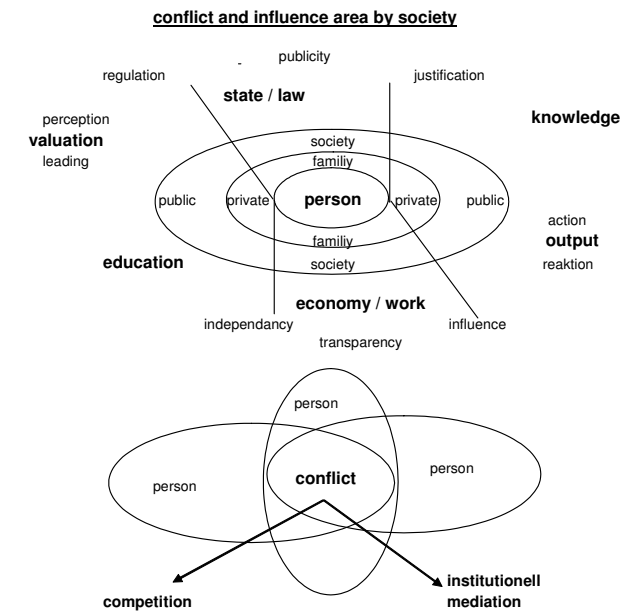 conflict and influence area by society
publicity
-
regulation
justification
state / law
knowledge
perception
valuation
leading
society
familiy
public
private
person
private
public
action
output
reaktion
familiy
society
education
economy / work
independancy
influence
transparency
person
person
conflict
person
institutionell
mediation
competition